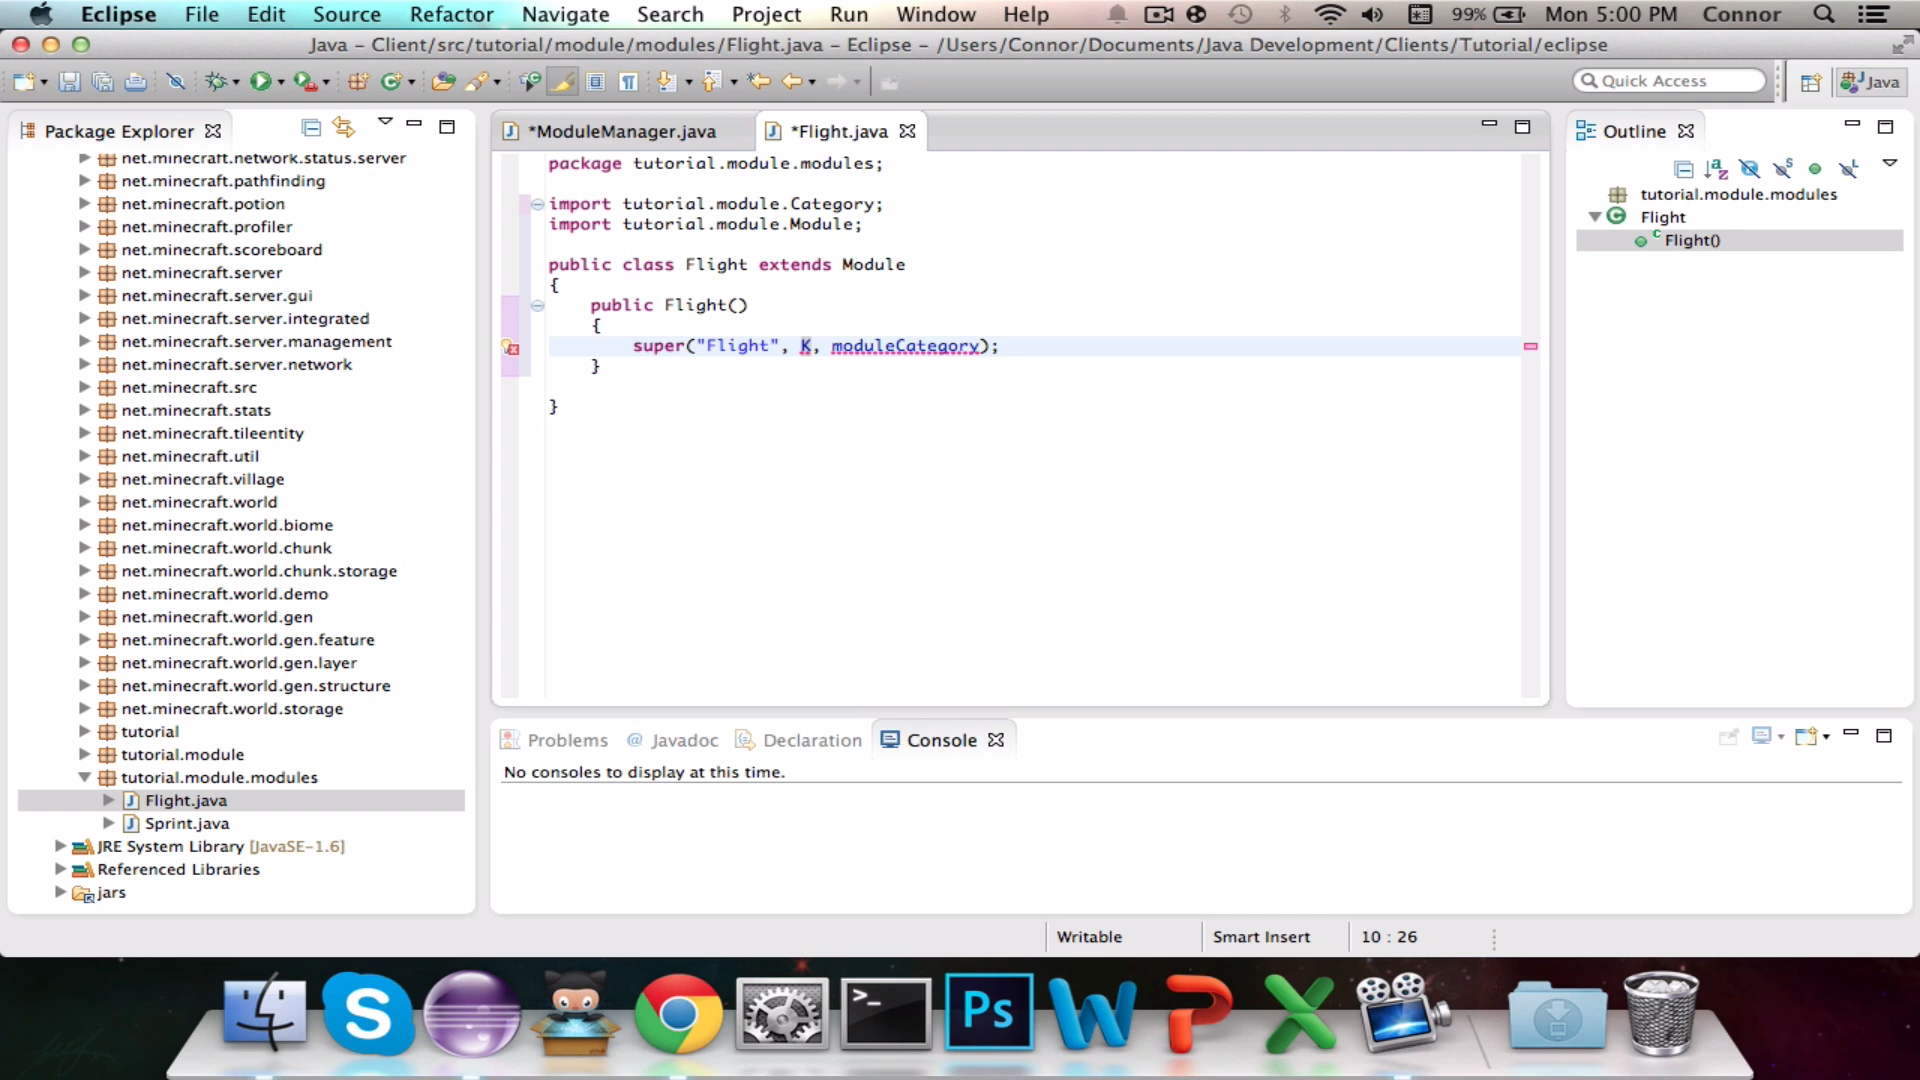 Eclipse File Edit Source Refactor Navigate Search Project Run Window Help 99% Mon 5:00 PM Connor
Java – Client/src/tutorial/module/modules/Flight.java – Eclipse – /Users/Connor/Documents/Java Development/Clients/Tutorial/eclipse
Quick Access Java
Package Explorer
net.minecraft.network.status.server
net.minecraft.pathfinding
net.minecraft.potion
net.minecraft.profiler
net.minecraft.scoreboard
net.minecraft.server
net.minecraft.server.gui
net.minecraft.server.integrated
net.minecraft.server.management
net.minecraft.server.network
net.minecraft.src
net.minecraft.stats
net.minecraft.tileentity
net.minecraft.util
net.minecraft.village
net.minecraft.world
net.minecraft.world.biome
net.minecraft.world.chunk
net.minecraft.world.chunk.storage
net.minecraft.world.demo
net.minecraft.world.gen
net.minecraft.world.gen.feature
net.minecraft.world.gen.layer
net.minecraft.world.gen.structure
net.minecraft.world.storage
tutorial
tutorial.module
tutorial.module.modules
Flight.java
Sprint.java
JRE System Library [JavaSE-1.6]
Referenced Libraries
jars
*ModuleManager.java *Flight.java
package tutorial.module.modules;
import tutorial.module.Category;
import tutorial.module.Module;
public class Flight extends Module
{
public Flight()
{
super("Flight", K, moduleCategory);
}
}
Outline
tutorial.module.modules
Flight
Flight()
Problems @ Javadoc Declaration Console
No consoles to display at this time.
Writable Smart Insert 10 : 26
Ps